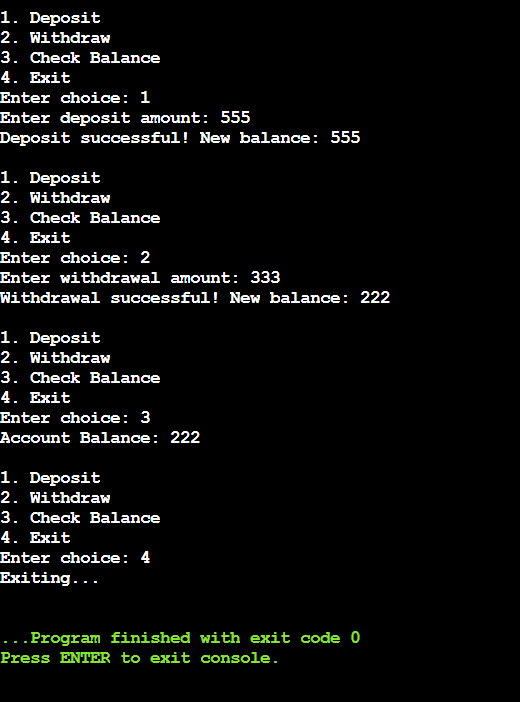 1. Deposit
2. Withdraw
3. Check Balance
4. Exit
Enter choice: 1
Enter deposit amount: 555
Deposit successful! New balance: 555
1. Deposit
2. Withdraw
3. Check Balance
4. Exit
Enter choice: 2
Enter withdrawal amount: 333
Withdrawal successful! New balance: 222
1. Deposit
2. Withdraw
3. Check Balance
4. Exit
Enter choice: 3
Account Balance: 222
1. Deposit
2. Withdraw
3. Check Balance
4. Exit
Enter choice: 4
Exiting...
...Program finished with exit code 0
Press ENTER to exit console.